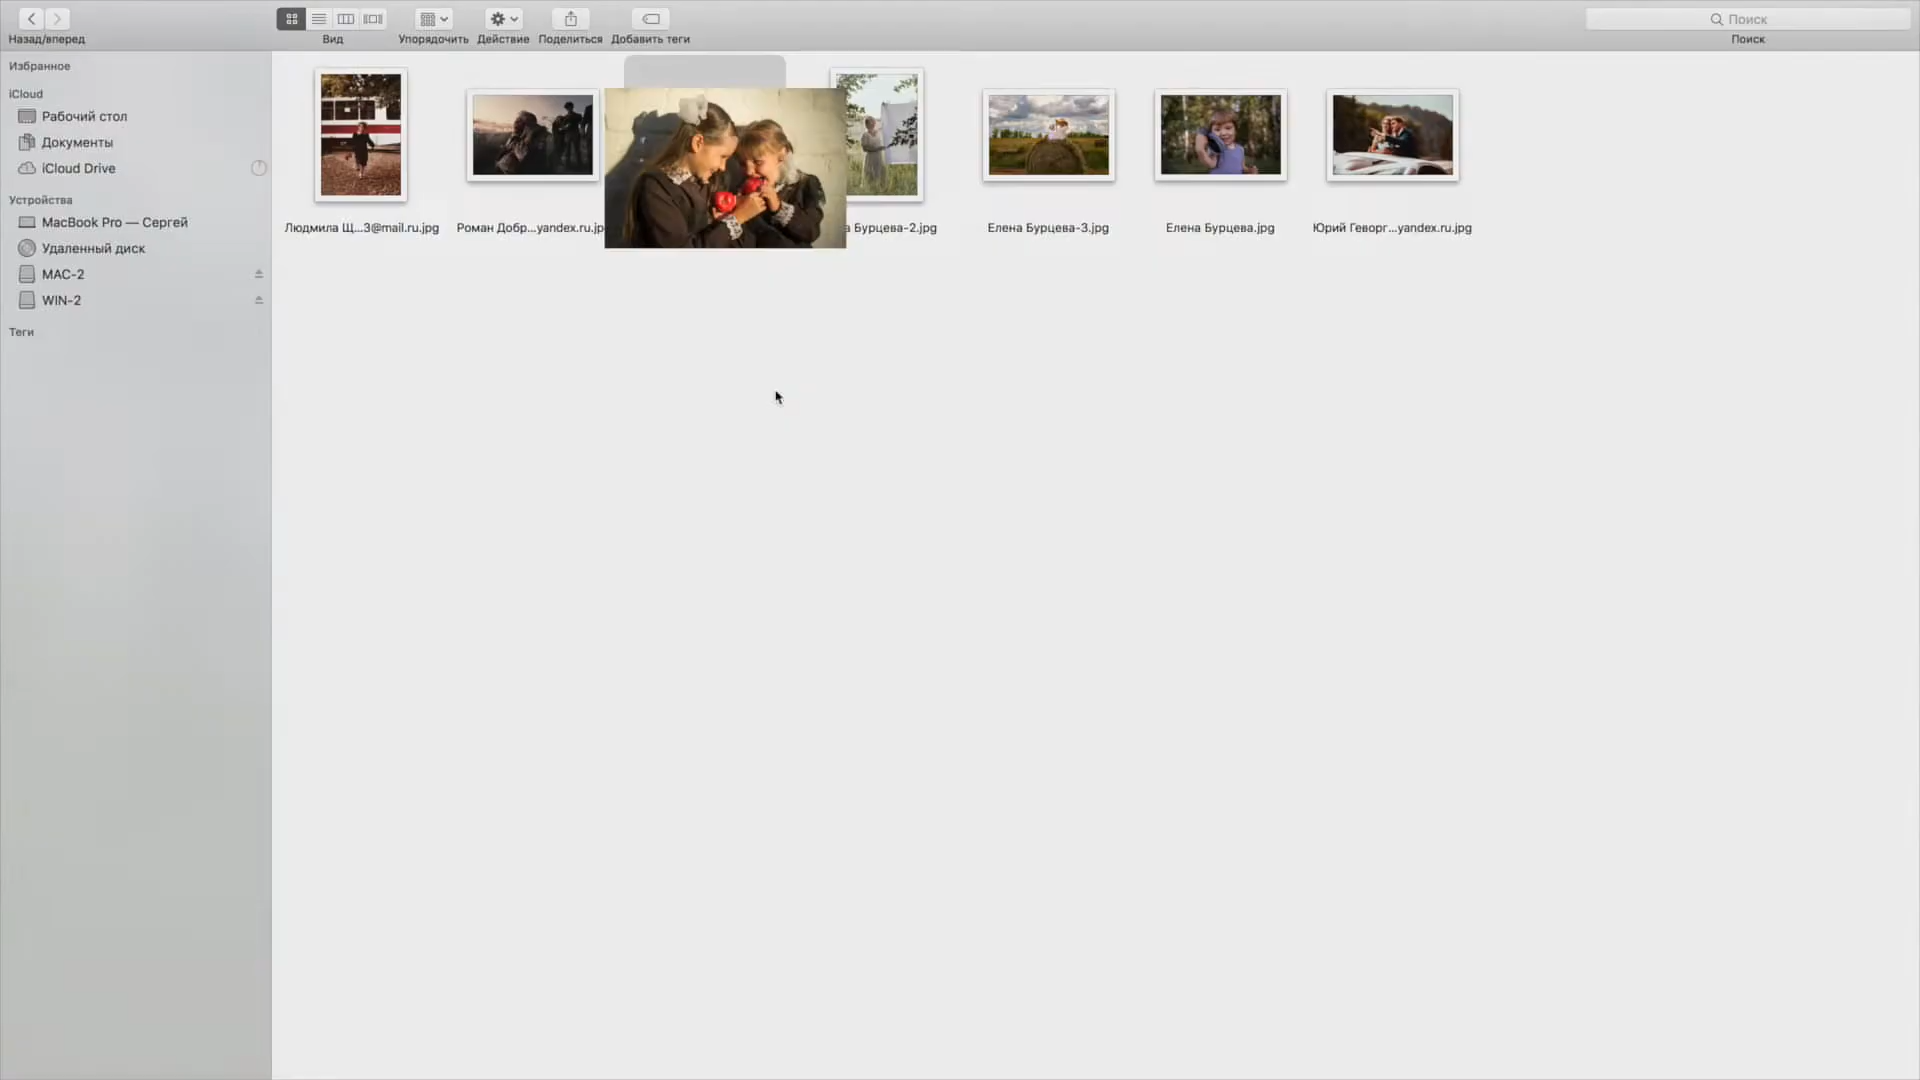 Поиск
Назад/вперед
Вид
Упорядочить
Действие
Поделиться
Добавить теги
Поиск
Избранное
iCloud
Рабочий стол
Документы
iCloud Drive
Устройства
MacBook Pro — Сергей
Удаленный диск
MAC-2
WIN-2
Теги
Людмила Щ...3@mail.ru.jpg
Роман Добр...yandex.ru.jp
а Бурцева-2.jpg
Елена Бурцева-3.jpg
Елена Бурцева.jpg
Юрий Геворг...yandex.ru.jpg